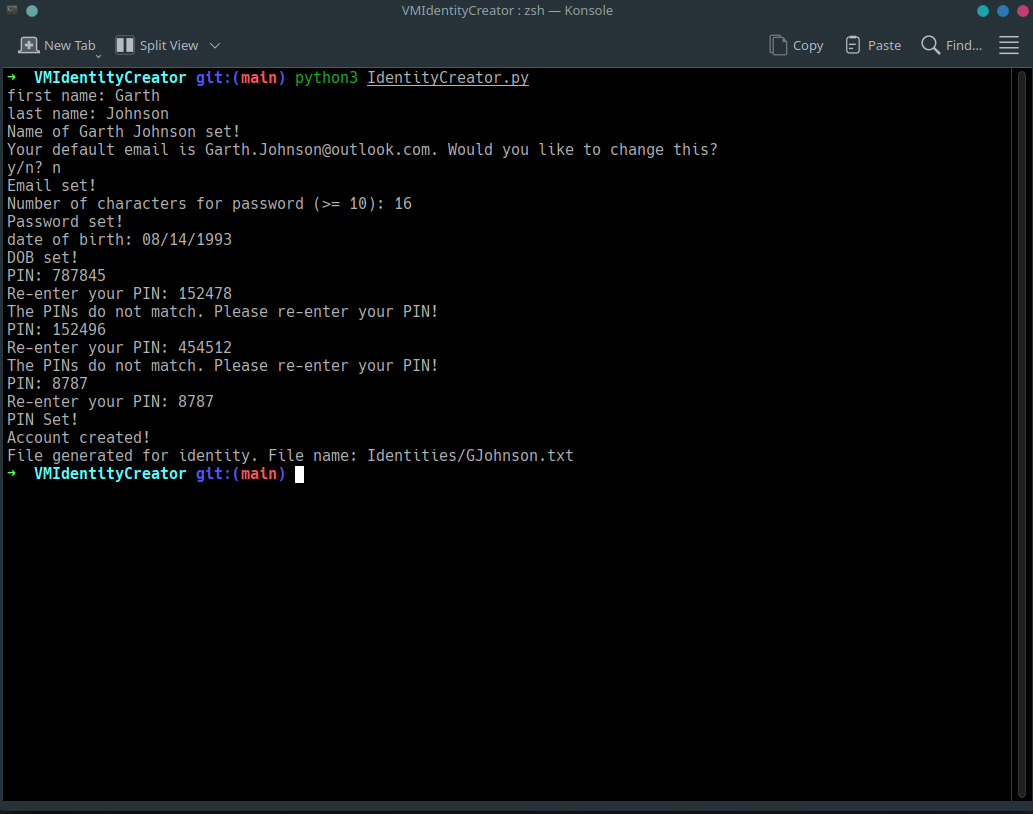 VMIdentityCreator : zsh — Konsole
New Tab Split View Copy Paste Find...
➜ VMIdentityCreator git:(main) python3 IdentityCreator.py
first name: Garth
last name: Johnson
Name of Garth Johnson set!
Your default email is Garth.Johnson@outlook.com. Would you like to change this?
y/n? n
Email set!
Number of characters for password (>= 10): 16
Password set!
date of birth: 08/14/1993
DOB set!
PIN: 787845
Re-enter your PIN: 152478
The PINs do not match. Please re-enter your PIN!
PIN: 152496
Re-enter your PIN: 454512
The PINs do not match. Please re-enter your PIN!
PIN: 8787
Re-enter your PIN: 8787
PIN Set!
Account created!
File generated for identity. File name: Identities/GJohnson.txt
➜ VMIdentityCreator git:(main)